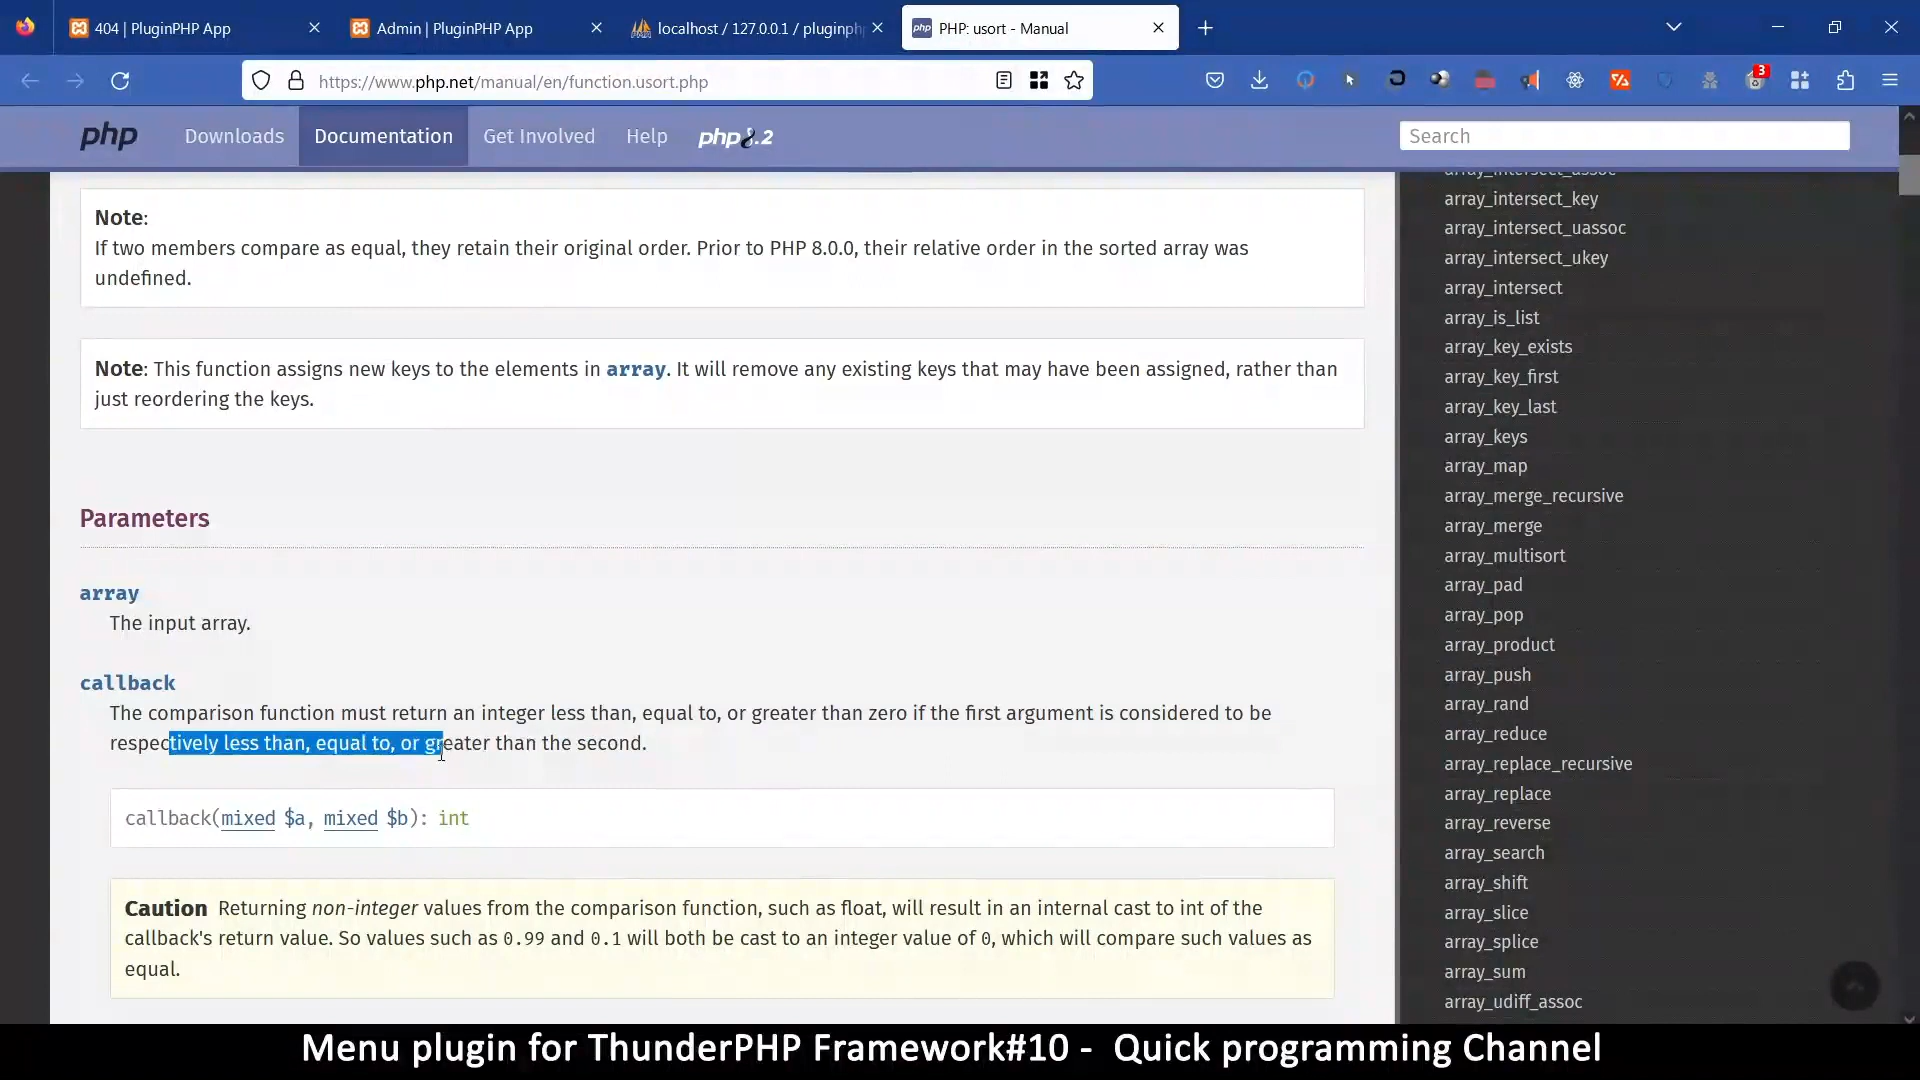 404 | PluginPHP App
Admin | PluginPHP App
localhost / 127.0.0.1 / pluginph
php PHP: usort - Manual
https://www.php.net/manual/en/function.usort.php
3
php Downloads Documentation Get Involved Help php8.2 Search
Note:
If two members compare as equal, they retain their original order. Prior to PHP 8.0.0, their relative order in the sorted array was
undefined.
Note: This function assigns new keys to the elements in array. It will remove any existing keys that may have been assigned, rather than
just reordering the keys.
Parameters
array
The input array.
callback
The comparison function must return an integer less than, equal to, or greater than zero if the first argument is considered to be
respectively less than, equal to, or greater than the second.
callback(mixed $a, mixed $b): int
Caution Returning non-integer values from the comparison function, such as float, will result in an internal cast to int of the
callback's return value. So values such as 0.99 and 0.1 will both be cast to an integer value of 0, which will compare such values as
equal.
array_intersect_assoc
array_intersect_key
array_intersect_uassoc
array_intersect_ukey
array_intersect
array_is_list
array_key_exists
array_key_first
array_key_last
array_keys
array_map
array_merge_recursive
array_merge
array_multisort
array_pad
array_pop
array_product
array_push
array_rand
array_reduce
array_replace_recursive
array_replace
array_reverse
array_search
array_shift
array_slice
array_splice
array_sum
array_udiff_assoc
Menu plugin for ThunderPHP Framework#10 - Quick programming Channel